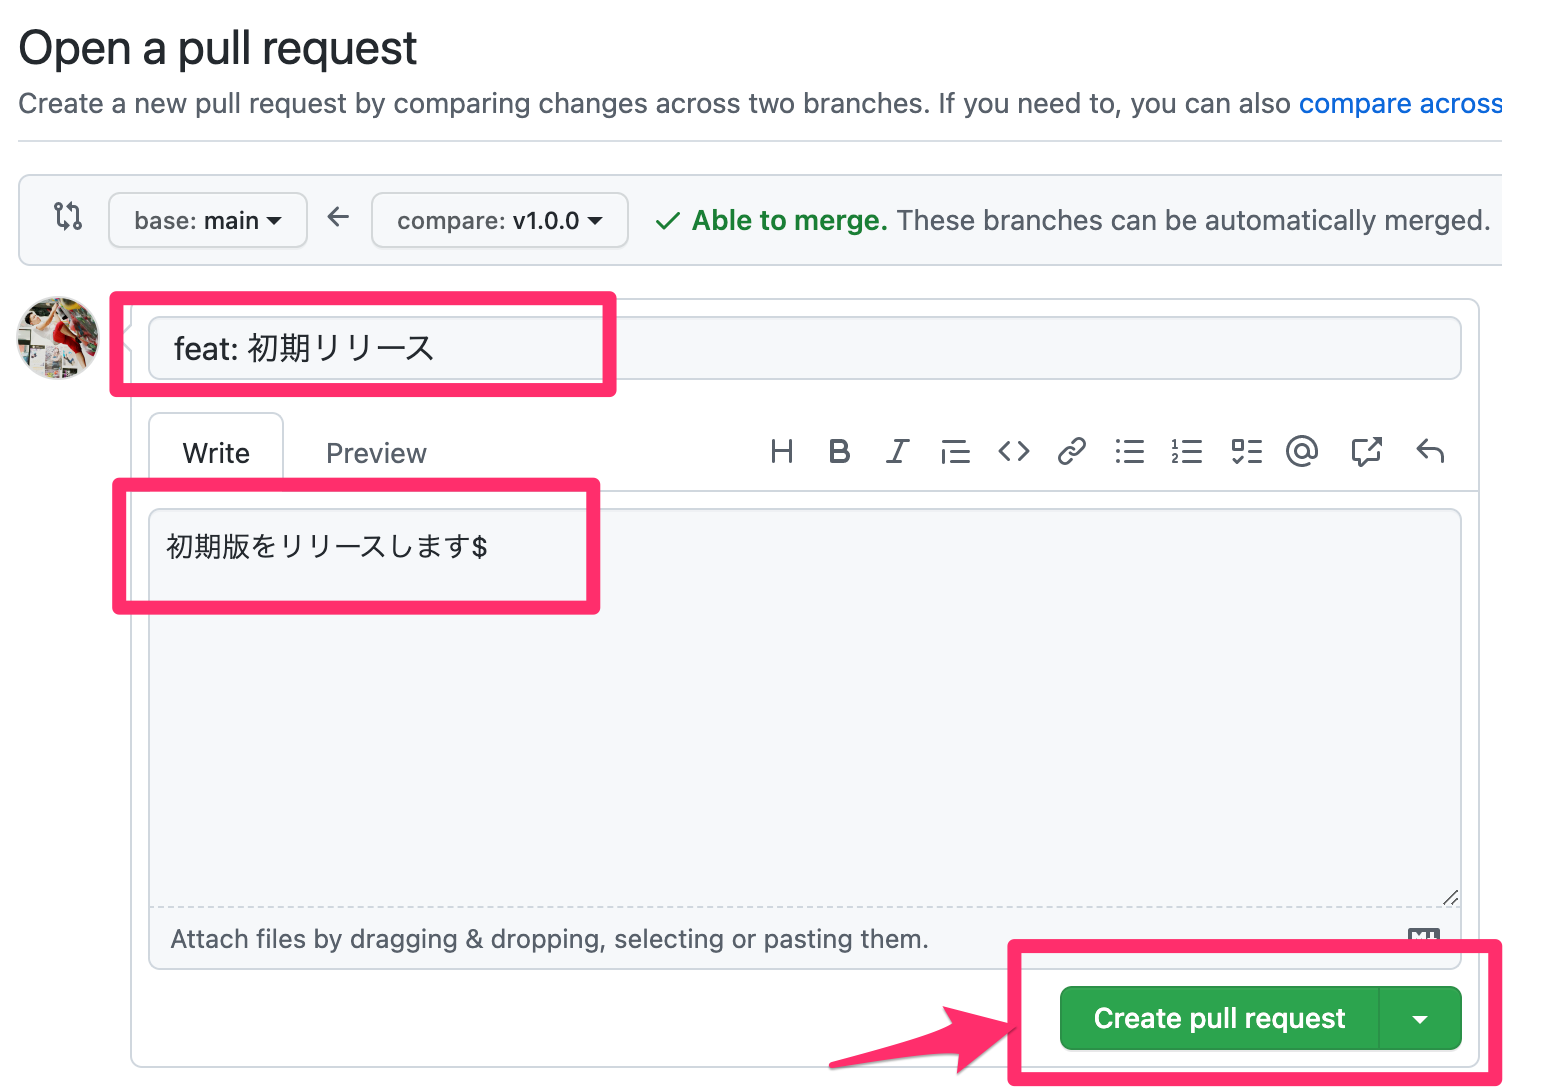 Open a pull request
Create a new pull request by comparing changes across two branches. If you need to, you can also compare across
base: main
compare: v1.0.0
Able to merge. These branches can be automatically merged.
feat: 初期リリース
Write
Preview
初期版をリリースします$
Attach files by dragging & dropping, selecting or pasting them.
Create pull request